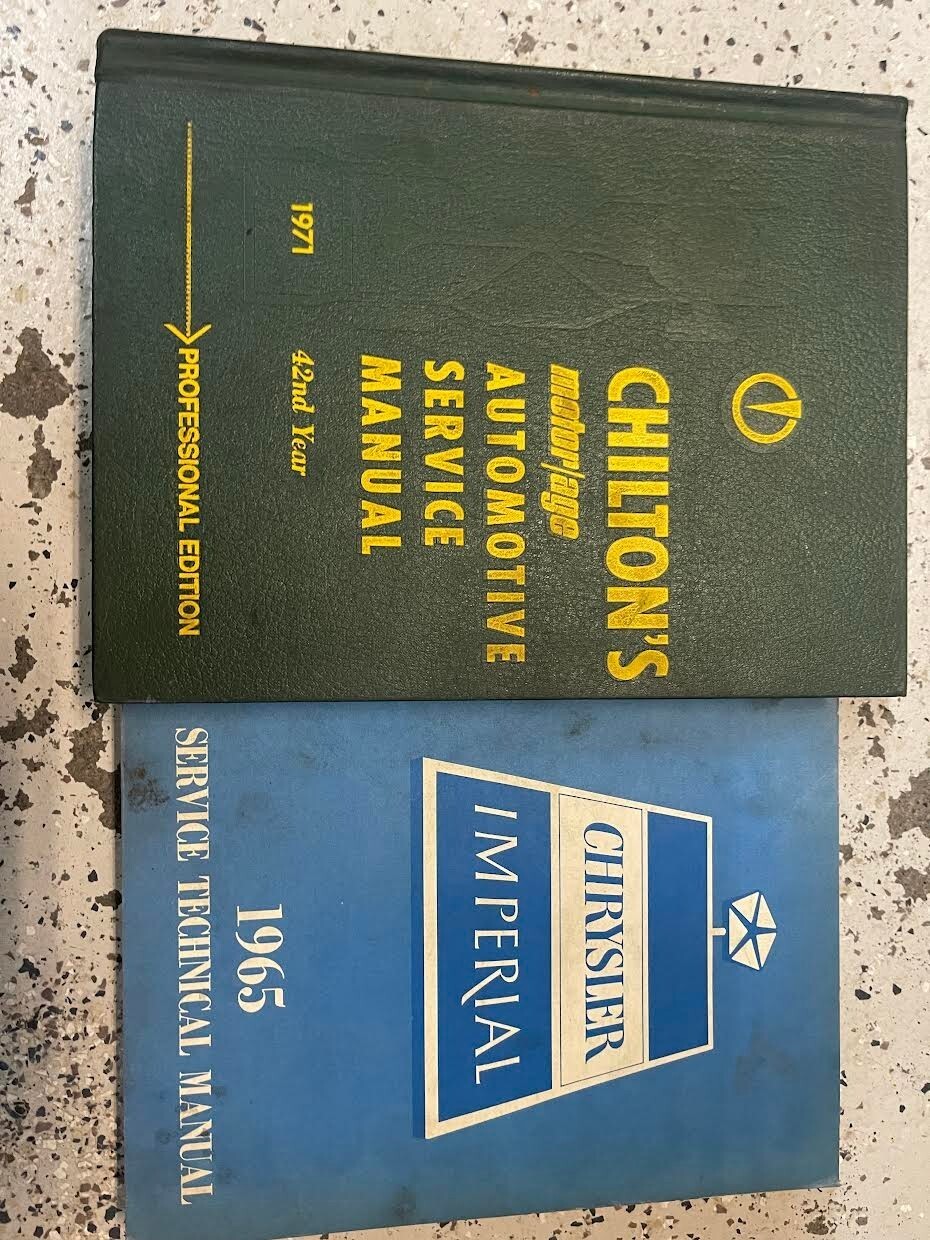 CHILTON'S
motor/age
AUTOMOTIVE
SERVICE
MANUAL
1971 42nd Year
PROFESSIONAL EDITION
CHRYSLER
IMPERIAL
1965
SERVICE TECHNICAL MANUAL